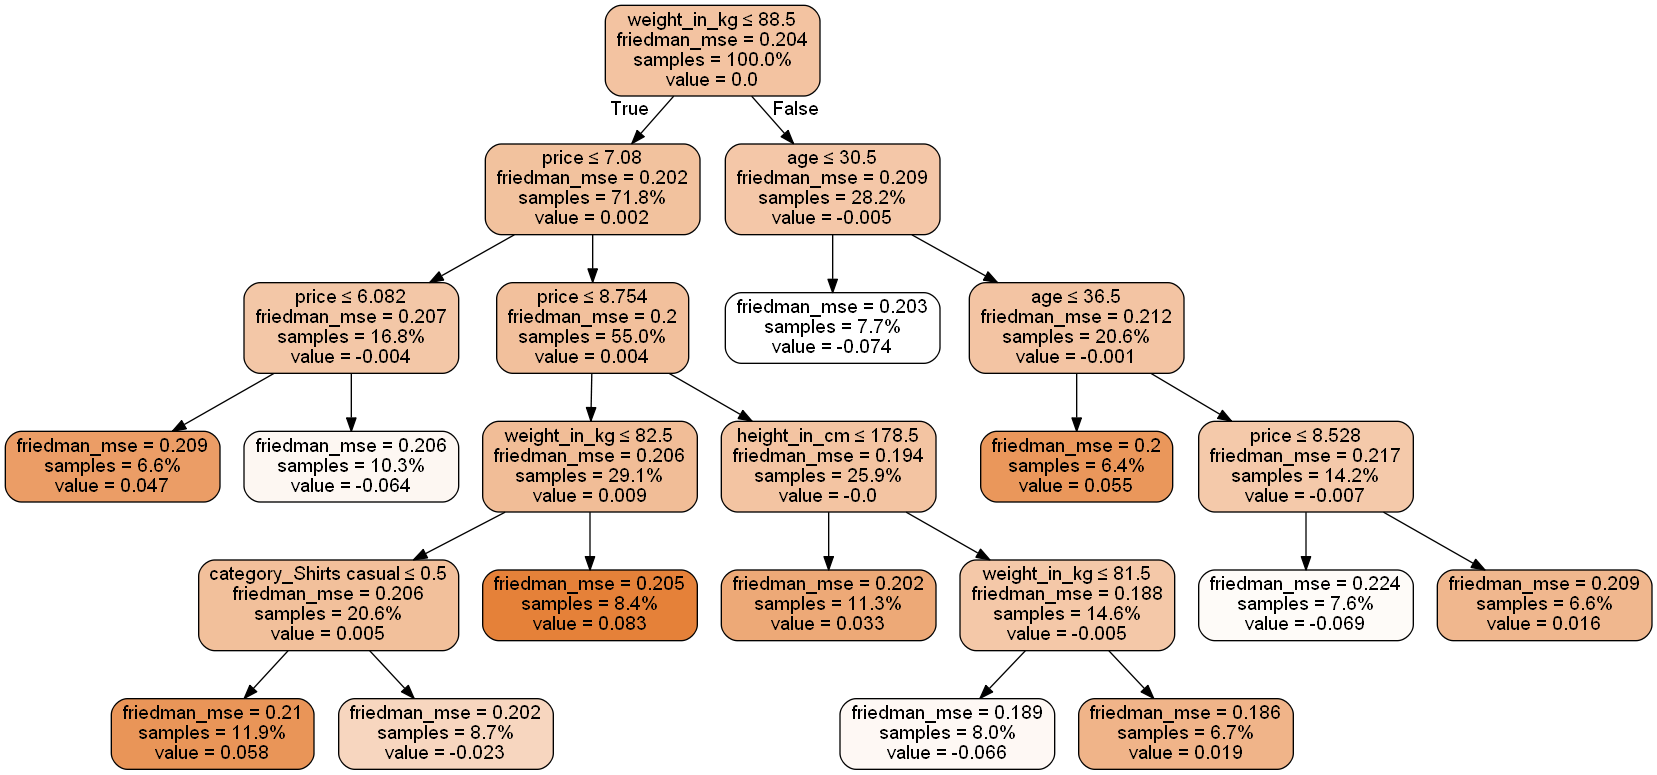 weight_in_kg ≤ 88.5
friedman_mse = 0.204
samples = 100.0%
value = 0.0
True
False
price ≤ 7.08
friedman_mse = 0.202
samples = 71.8%
value = 0.002
age ≤ 30.5
friedman_mse = 0.209
samples = 28.2%
value = -0.005
price ≤ 6.082
friedman_mse = 0.207
samples = 16.8%
value = -0.004
price ≤ 8.754
friedman_mse = 0.2
samples = 55.0%
value = 0.004
friedman_mse = 0.203
samples = 7.7%
value = -0.074
age ≤ 36.5
friedman_mse = 0.212
samples = 20.6%
value = -0.001
friedman_mse = 0.209
samples = 6.6%
value = 0.047
friedman_mse = 0.206
samples = 10.3%
value = -0.064
weight_in_kg ≤ 82.5
friedman_mse = 0.206
samples = 29.1%
value = 0.009
height_in_cm ≤ 178.5
friedman_mse = 0.194
samples = 25.9%
value = -0.0
friedman_mse = 0.2
samples = 6.4%
value = 0.055
price ≤ 8.528
friedman_mse = 0.217
samples = 14.2%
value = -0.007
category_Shirts casual ≤ 0.5
friedman_mse = 0.206
samples = 20.6%
value = 0.005
friedman_mse = 0.205
samples = 8.4%
value = 0.083
friedman_mse = 0.202
samples = 11.3%
value = 0.033
weight_in_kg ≤ 81.5
friedman_mse = 0.188
samples = 14.6%
value = -0.005
friedman_mse = 0.224
samples = 7.6%
value = -0.069
friedman_mse = 0.209
samples = 6.6%
value = 0.016
friedman_mse = 0.21
samples = 11.9%
value = 0.058
friedman_mse = 0.202
samples = 8.7%
value = -0.023
friedman_mse = 0.189
samples = 8.0%
value = -0.066
friedman_mse = 0.186
samples = 6.7%
value = 0.019